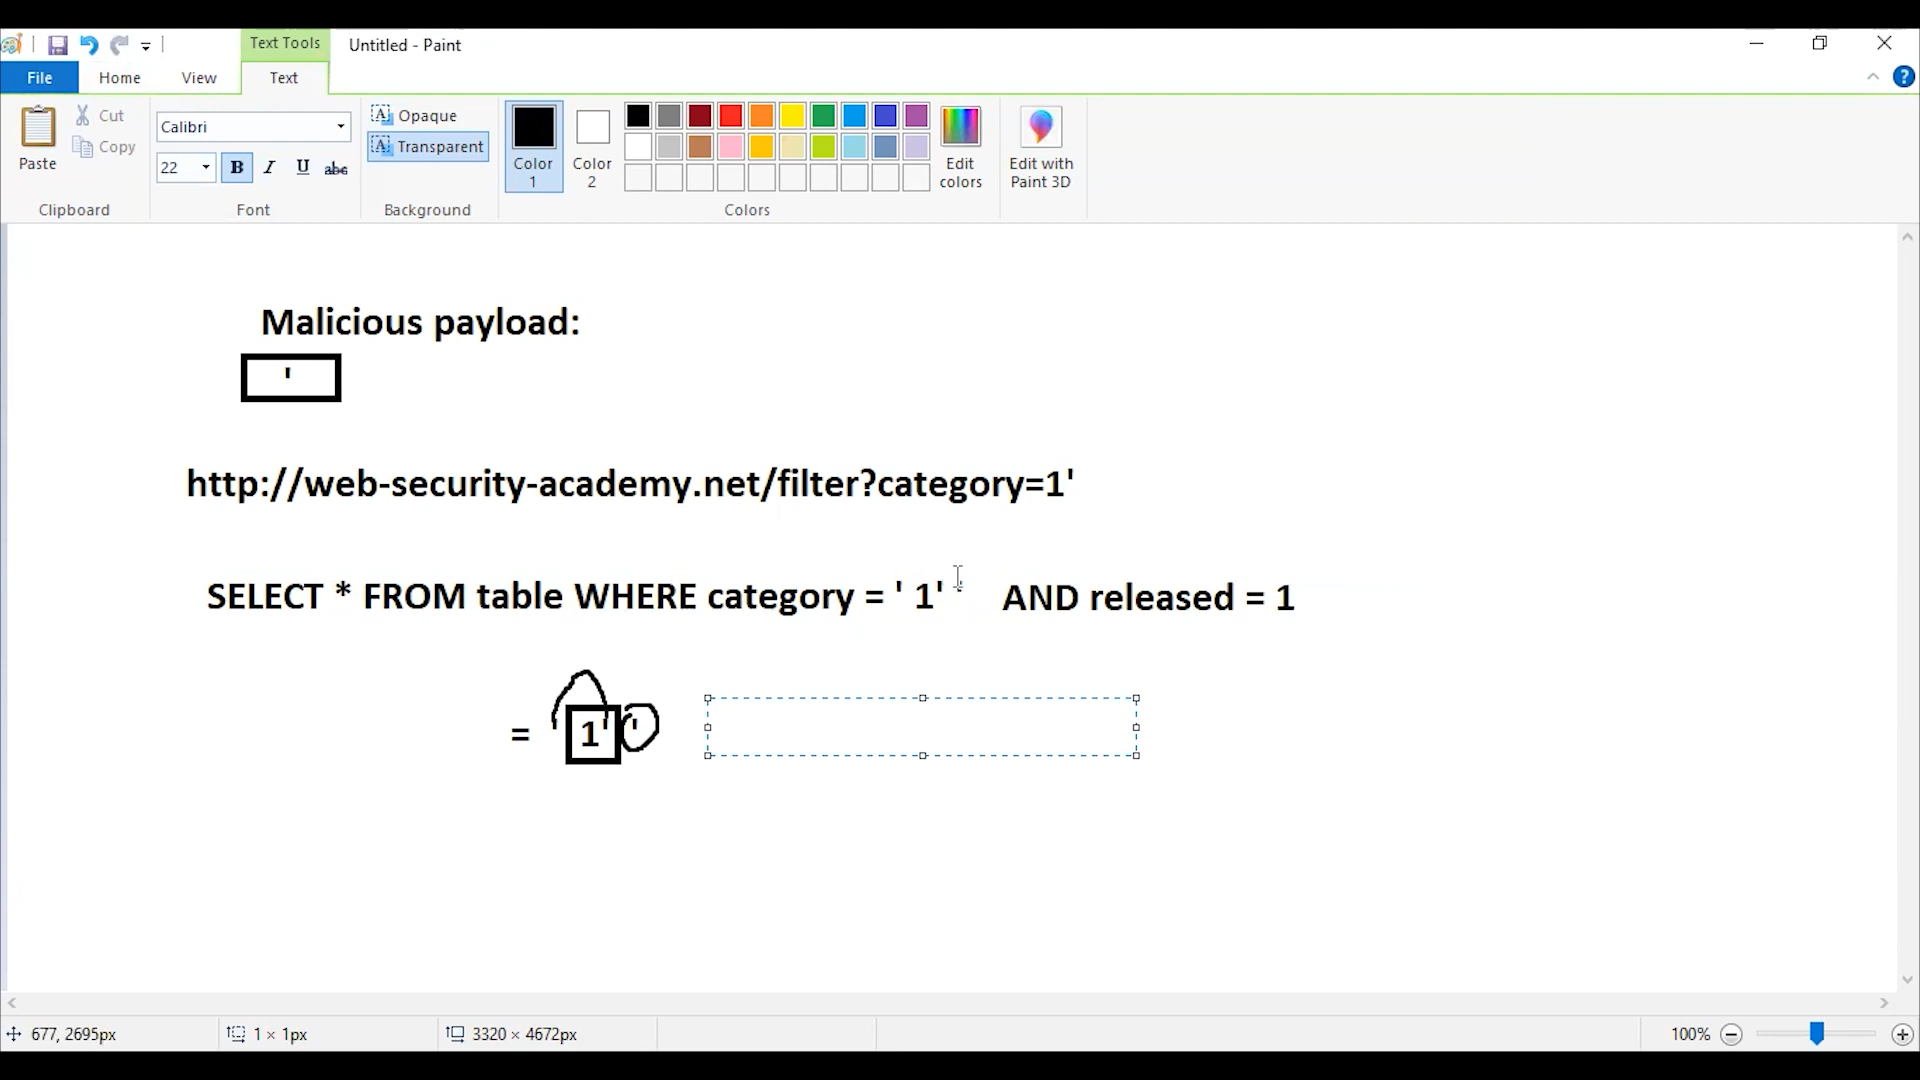 Text Tools
Untitled - Paint
File
Home
View
Text
Paste
Cut
Copy
Clipboard
Calibri
22
B I U abc
Font
Opaque
Transparent
Background
Color 1
Color 2
Edit colors
Colors
Edit with Paint 3D
Malicious payload:
'
http://web-security-academy.net/filter?category=1'
SELECT * FROM table WHERE category = ' 1' ' AND released = 1
= ' 1' '
677, 2695px
1 × 1px
3320 × 4672px
100%